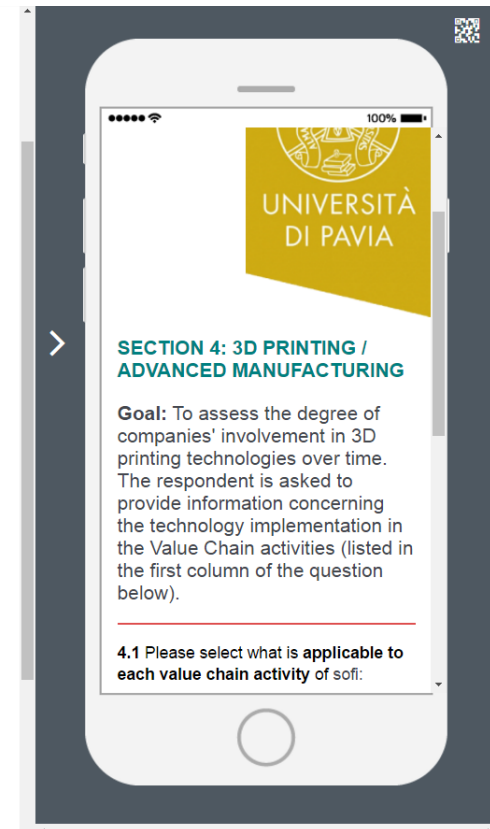 100%
UNIVERSITÀ
DI PAVIA
SECTION 4: 3D PRINTING /
ADVANCED MANUFACTURING
Goal: To assess the degree of
companies' involvement in 3D
printing technologies over time.
The respondent is asked to
provide information concerning
the technology implementation in
the Value Chain activities (listed in
the first column of the question
below).
4.1 Please select what is applicable to
each value chain activity of sofi: